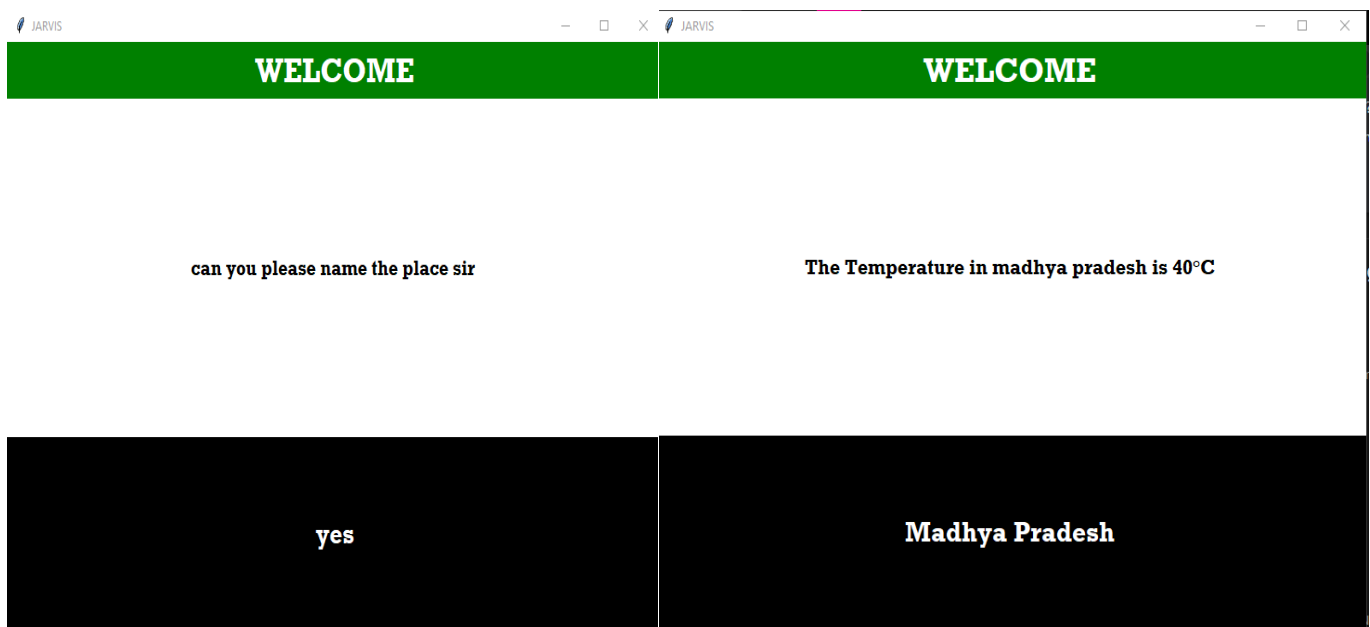 JARVIS
WELCOME
can you please name the place sir
yes
JARVIS
WELCOME
The Temperature in madhya pradesh is 40°C
Madhya Pradesh